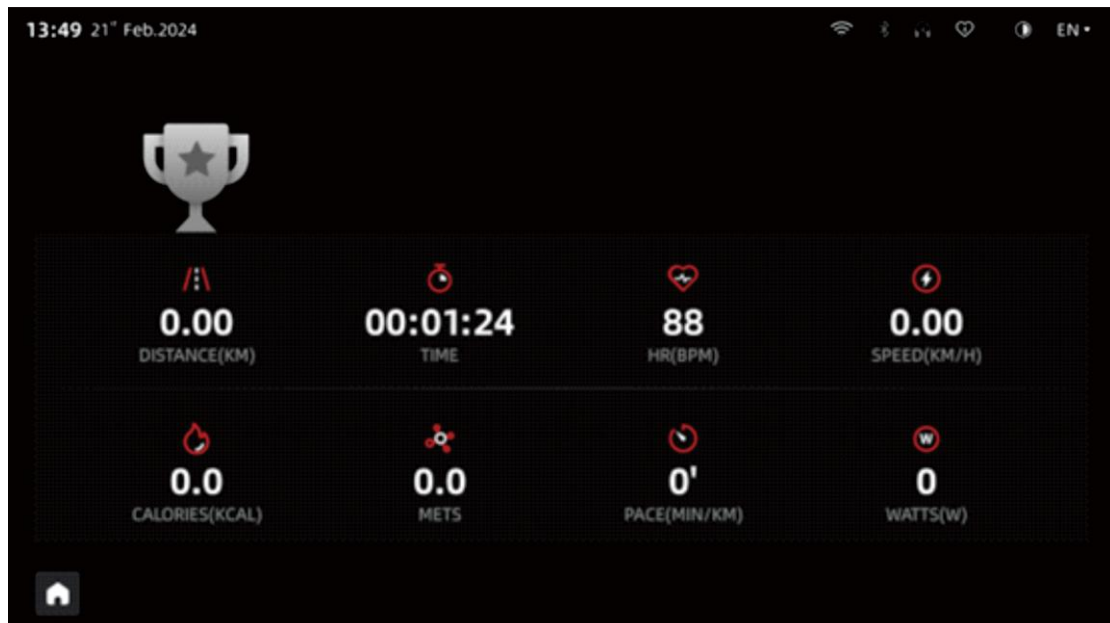 13:49 21st Feb.2024
EN
0.00 00:01:24 88 0.00
DISTANCE(KM) TIME HR(BPM) SPEED(KM/H)
W
0.0 0.0 0' 0
CALORIES(KCAL) METS PACE(MIN/KM) WATTS(W)